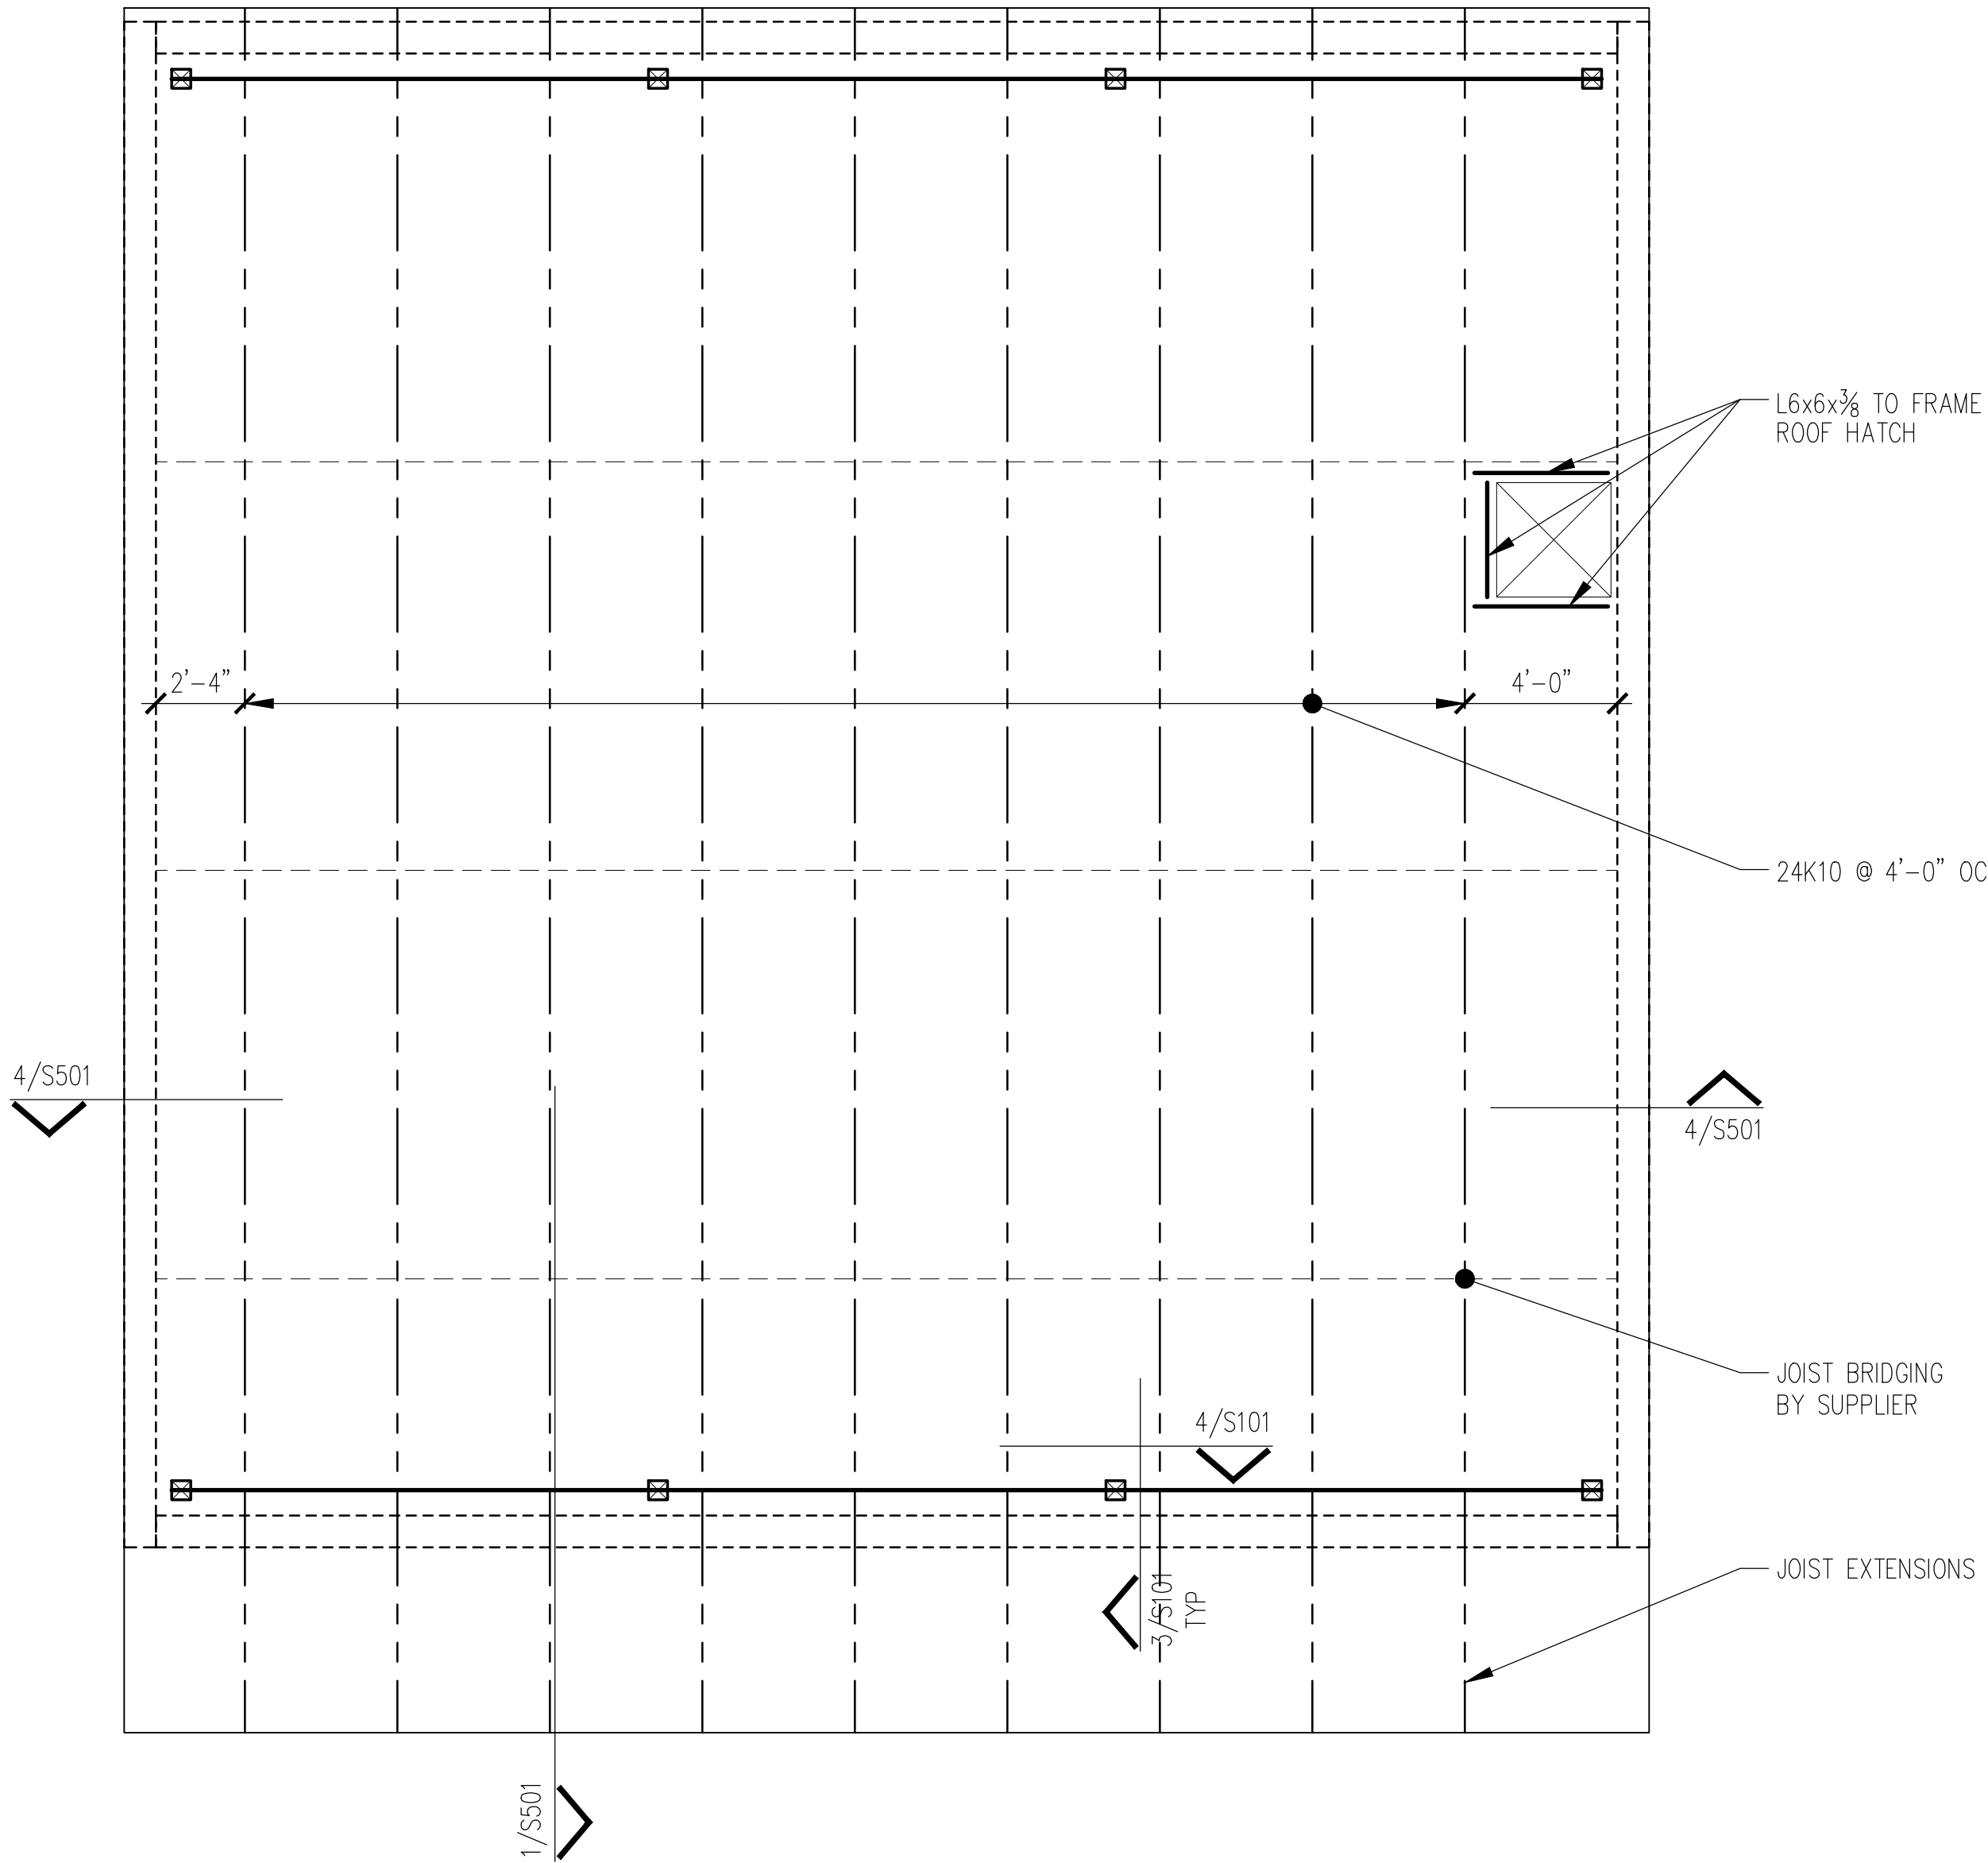 L6x6x3/8 TO FRAME
ROOF HATCH
2'-4"
4'-0"
24K10 @ 4'-0" OC
4/S501
4/S501
JOIST BRIDGING
BY SUPPLIER
4/S101
JOIST EXTENSIONS
3/S101
TYP
1/S501